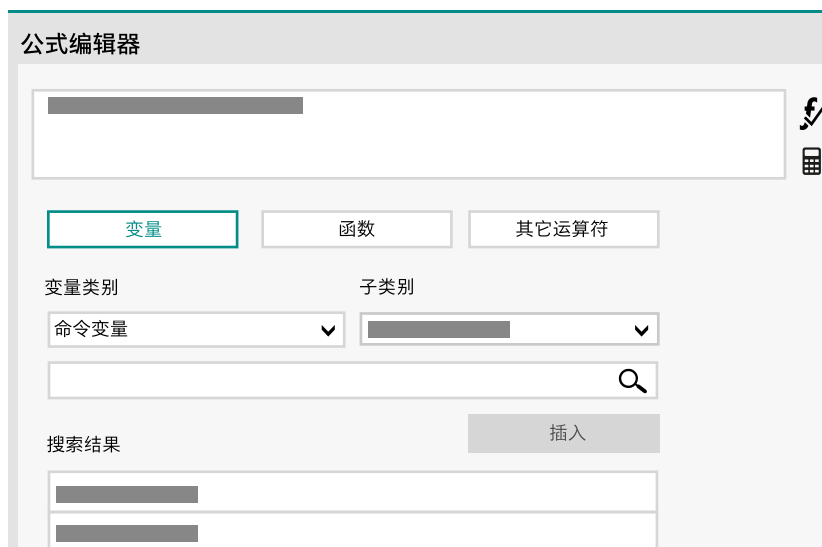 公式编辑器
变量 函数 其它运算符
变量类别 子类别
命令变量
插入
搜索结果